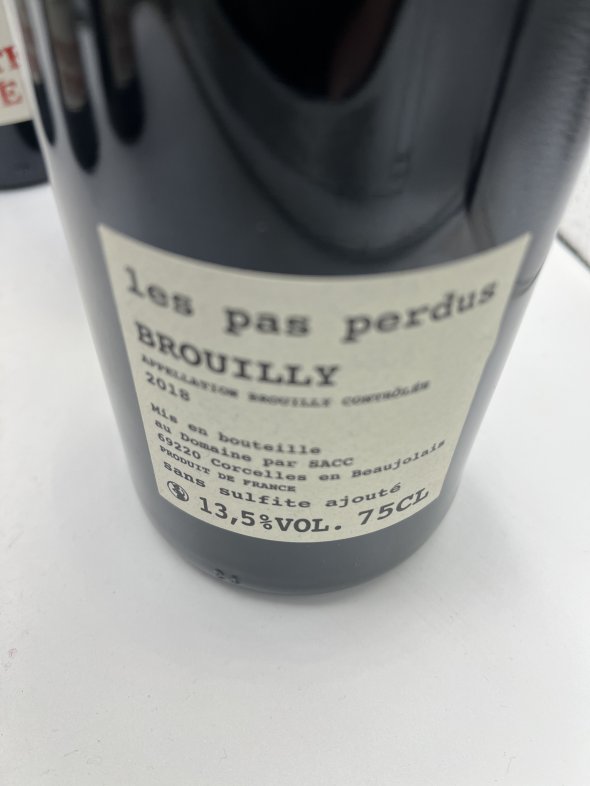 les pas perdus
BROUILLY
APPELLATION BROUILLY CONTRÔLÉE
2018
Mis en bouteille
au Domaine par SACC
69220 Corcelles en Beaujolais
PRODUIT DE FRANCE
sans sulfite ajouté
13,5%VOL. 75CL